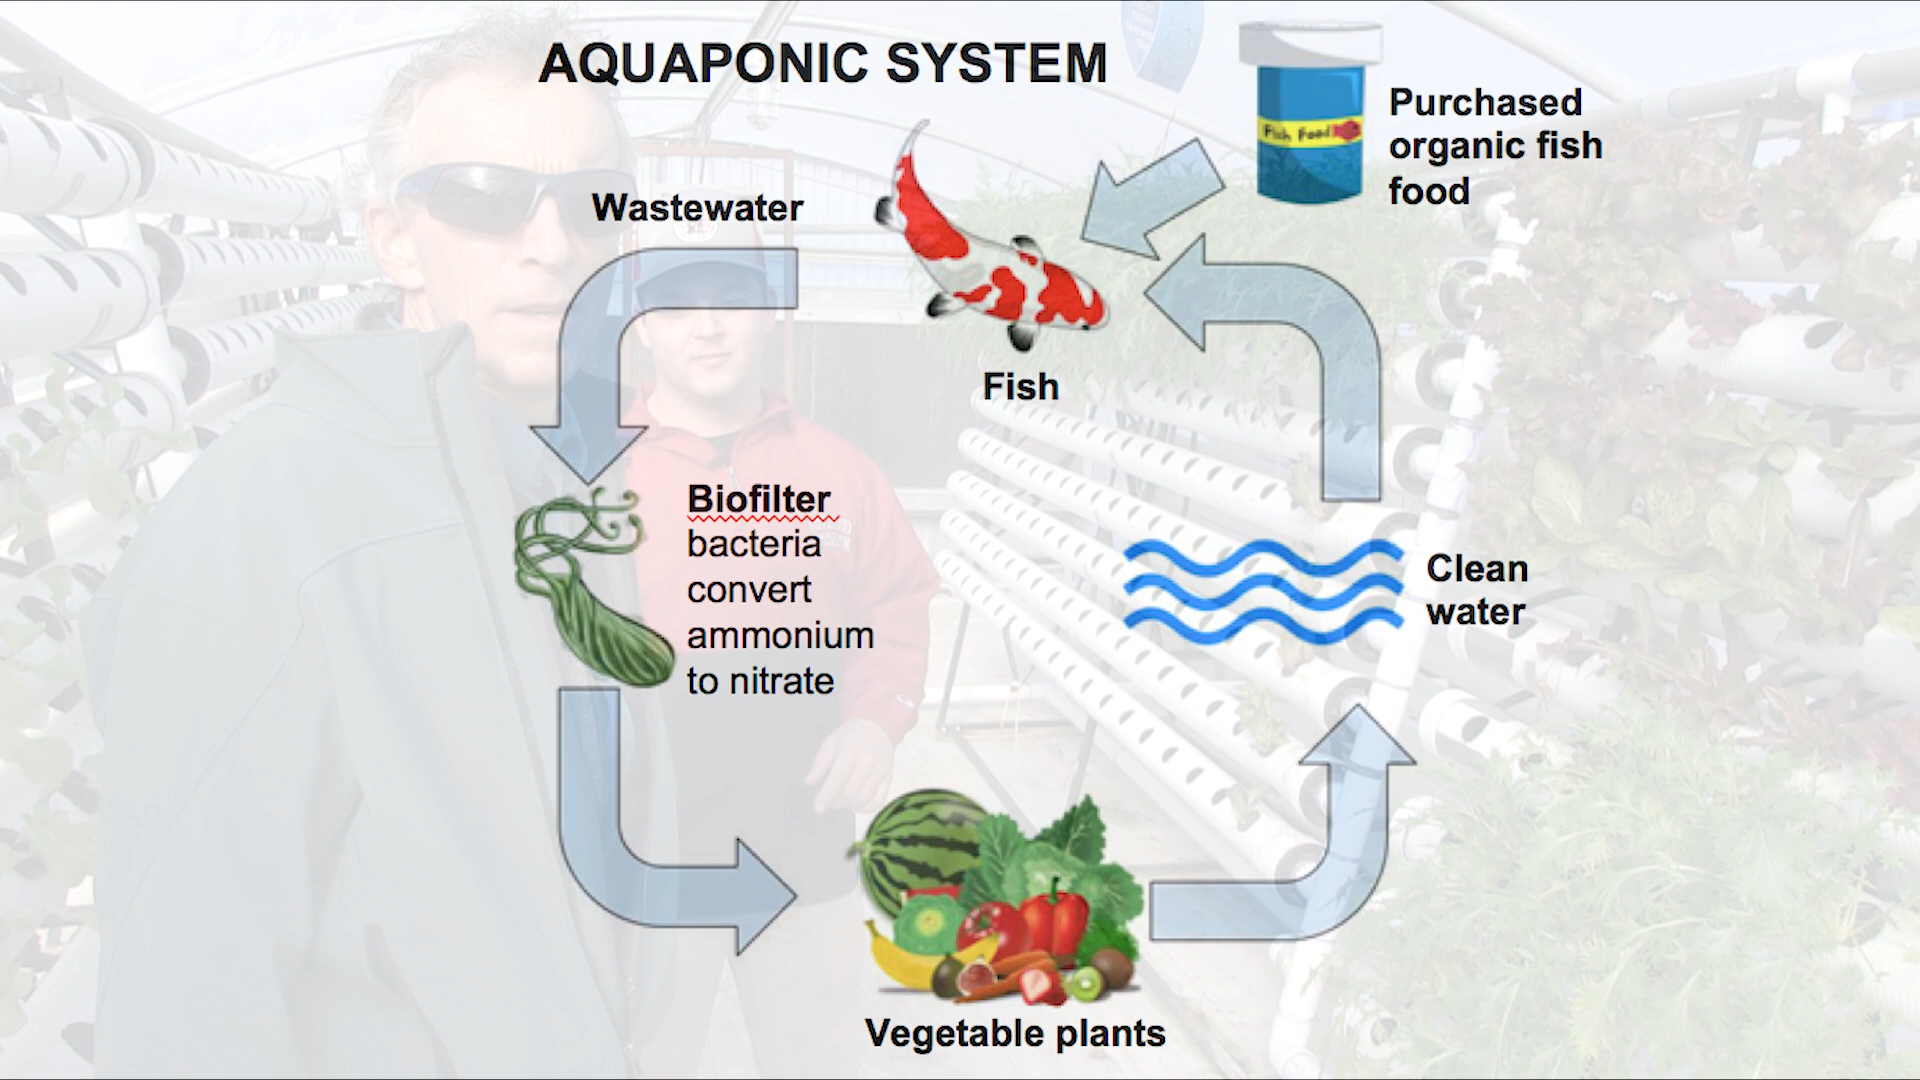 AQUAPONIC SYSTEM
Purchased
organic fish
food
Fish Food
Wastewater
Fish
Biofilter
bacteria
convert
ammonium
to nitrate
Clean
water
Vegetable plants